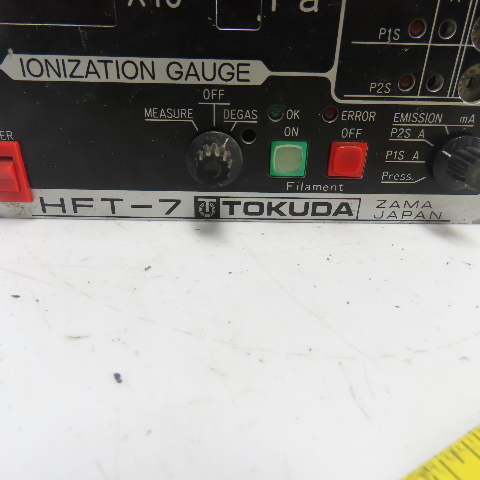 ×10 Pa
P1S
IONIZATION GAUGE
P2S
OFF
MEASURE DEGAS OK ERROR EMISSION mA
ON OFF P2S A
P1S A
Press.
Filament
HFT-7 TOKUDA ZAMA
JAPAN